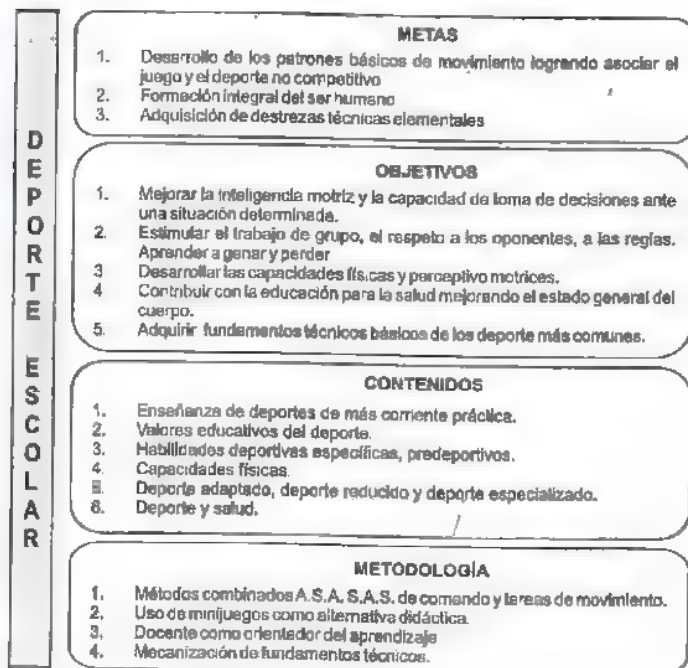 DEPORTE ESCOLAR
METAS
1. Desarrollo de los patrones básicos de movimiento logrando asociar el
juego y el deporte no competitivo
2. Formación integral del ser humano
3. Adquisición de destrezas técnicas elementales
OBJETIVOS
1. Mejorar la inteligencia motriz y la capacidad de toma de decisiones ante
una situación determinada.
2. Estimular el trabajo de grupo, el respeto a los oponentes, a las reglas.
Aprender a ganar y perder
3 Desarrollar las capacidades físicas y perceptivo motrices.
4 Contribuir con la educación para la salud mejorando el estado general del
cuerpo.
5. Adquirir fundamentos técnicos básicos de los deporte más comunes.
CONTENIDOS
1. Enseñanza de deportes de más corriente práctica.
2. Valores educativos del deporte.
3. Habilidades deportivas específicas, predeportivos.
4. Capacidades físicas.
5. Deporte adaptado, deporte reducido y deporte especializado.
6. Deporte y salud.
METODOLOGÍA
1. Métodos combinados A.S.A, S.A.S. de comando y tareas de movimiento.
2. Uso de minijuegos como alternativa didáctica.
3. Docente como orientador del aprendizaje
4. Mecanización de fundamentos técnicos.